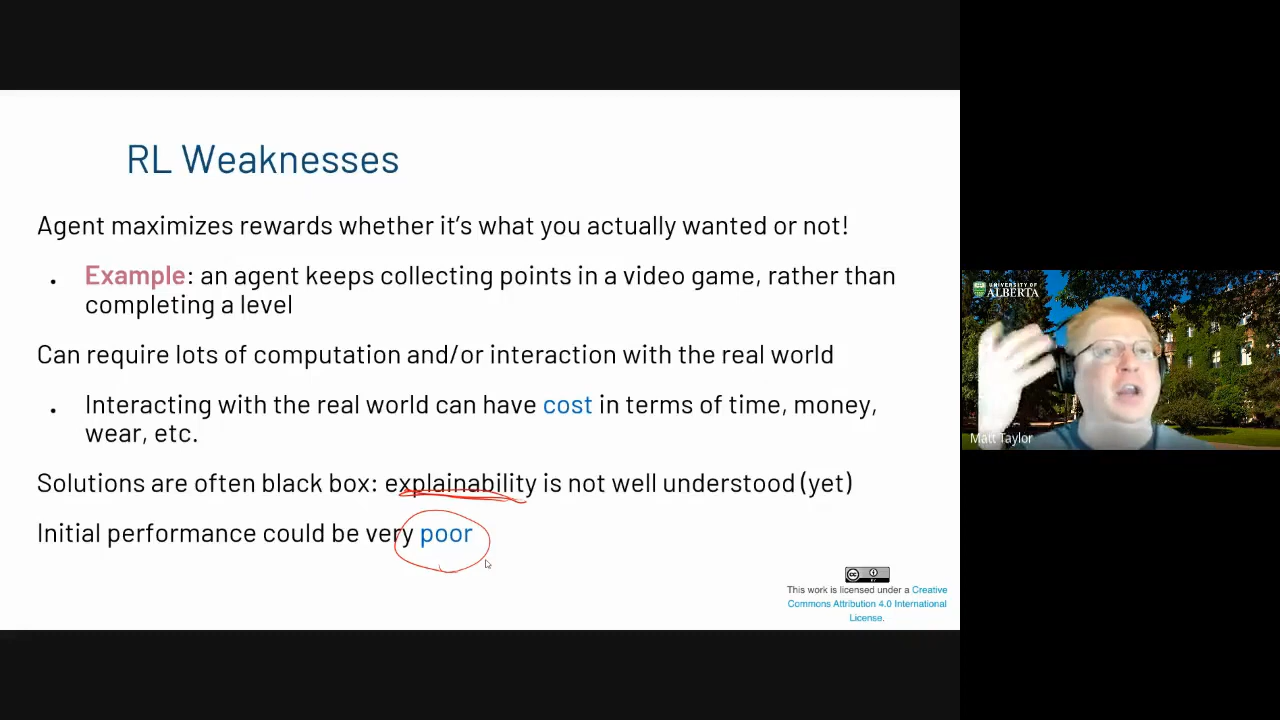 RL Weaknesses
Agent maximizes rewards whether it's what you actually wanted or not!
. Example: an agent keeps collecting points in a video game, rather than
completing a level
Can require lots of computation and/or interaction with the real world
. Interacting with the real world can have cost in terms of time, money,
wear, etc.
Solutions are often black box: explainability is not well understood (yet)
Initial performance could be very poor
cc
BY
This work is licensed under a Creative
Commons Attribution 4.0 International
License.
UNIVERSITY OF
ALBERTA
Matt Taylor